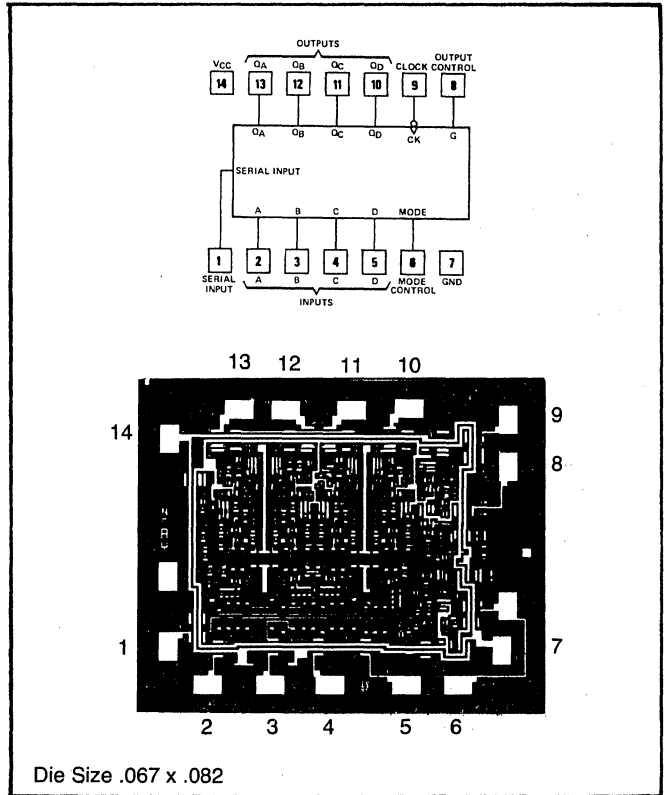 OUTPUTS
VCC QA QB QC QD CLOCK OUTPUT CONTROL
14 13 12 11 10 9 8
QA QB QC QD CK G
SERIAL INPUT
A B C D MODE
1 2 3 4 5 6 7
SERIAL INPUT A B C D MODE CONTROL GND
INPUTS
13 12 11 10
14 9
8
1 7
2 3 4 5 6
Die Size .067 x .082